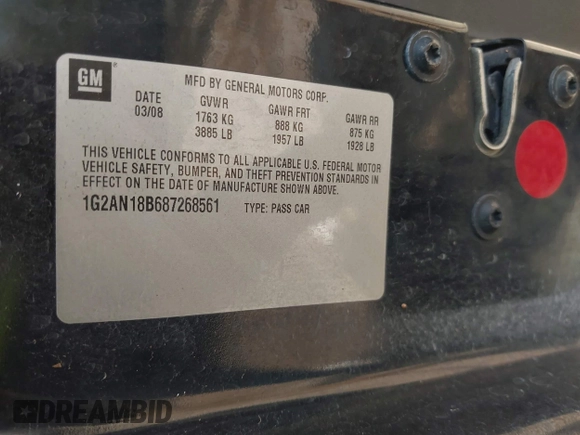 GM
MFD BY GENERAL MOTORS CORP.
DATE GVWR GAWR FRT GAWR RR
03/08 1763 KG 888 KG 875 KG
3885 LB 1957 LB 1928 LB
THIS VEHICLE CONFORMS TO ALL APPLICABLE U.S. FEDERAL MOTOR
VEHICLE SAFETY, BUMPER, AND THEFT PREVENTION STANDARDS IN
EFFECT ON THE DATE OF MANUFACTURE SHOWN ABOVE.
1G2AN18B687268561 TYPE: PASS CAR
DREAMBID